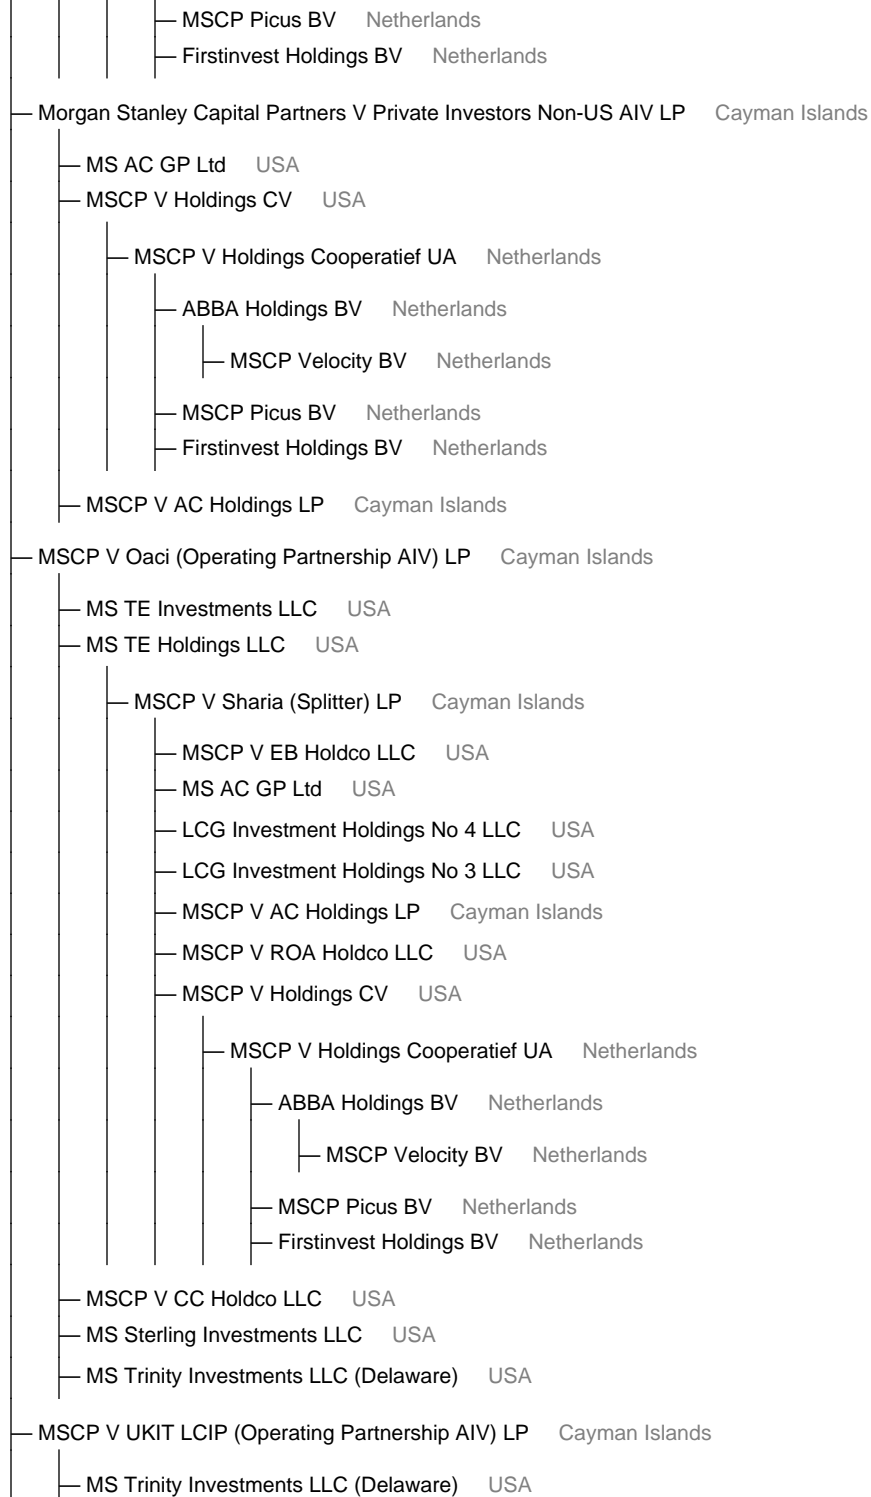 MSCP Picus BV Netherlands
Firstinvest Holdings BV Netherlands
Morgan Stanley Capital Partners V Private Investors Non-US AIV LP Cayman Islands
MS AC GP Ltd USA
MSCP V Holdings CV USA
MSCP V Holdings Cooperatief UA Netherlands
ABBA Holdings BV Netherlands
MSCP Velocity BV Netherlands
MSCP Picus BV Netherlands
Firstinvest Holdings BV Netherlands
MSCP V AC Holdings LP Cayman Islands
MSCP V Oaci (Operating Partnership AIV) LP Cayman Islands
MS TE Investments LLC USA
MS TE Holdings LLC USA
MSCP V Sharia (Splitter) LP Cayman Islands
MSCP V EB Holdco LLC USA
MS AC GP Ltd USA
LCG Investment Holdings No 4 LLC USA
LCG Investment Holdings No 3 LLC USA
MSCP V AC Holdings LP Cayman Islands
MSCP V ROA Holdco LLC USA
MSCP V Holdings CV USA
MSCP V Holdings Cooperatief UA Netherlands
ABBA Holdings BV Netherlands
MSCP Velocity BV Netherlands
MSCP Picus BV Netherlands
Firstinvest Holdings BV Netherlands
MSCP V CC Holdco LLC USA
MS Sterling Investments LLC USA
MS Trinity Investments LLC (Delaware) USA
MSCP V UKIT LCIP (Operating Partnership AIV) LP Cayman Islands
MS Trinity Investments LLC (Delaware) USA